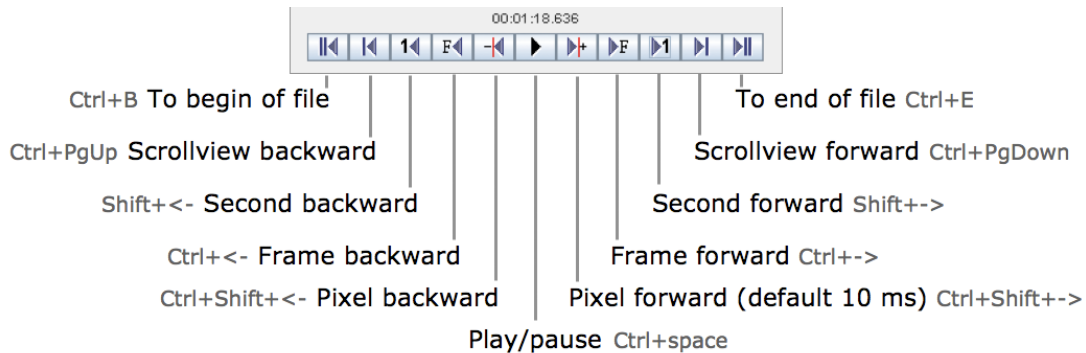 00:01:18.636
1 F - + F 1
Ctrl+B To begin of file To end of file Ctrl+E
Ctrl+PgUp Scrollview backward Scrollview forward Ctrl+PgDown
Shift+<- Second backward Second forward Shift+->
Ctrl+<- Frame backward Frame forward Ctrl+->
Ctrl+Shift+<- Pixel backward Pixel forward (default 10 ms) Ctrl+Shift+->
Play/pause Ctrl+space